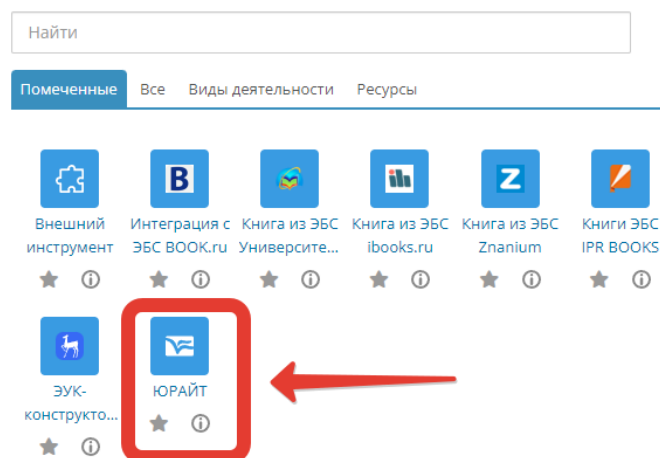 Найти
Помеченные Все Виды деятельности Ресурсы
B
Z
Внешний инструмент
Интеграция с ЭБС BOOK.ru
Книга из ЭБС Университе...
Книга из ЭБС ibooks.ru
Книга из ЭБС Znanium
Книги ЭБС IPR BOOKS
ЭУК-конструкто...
ЮРАЙТ